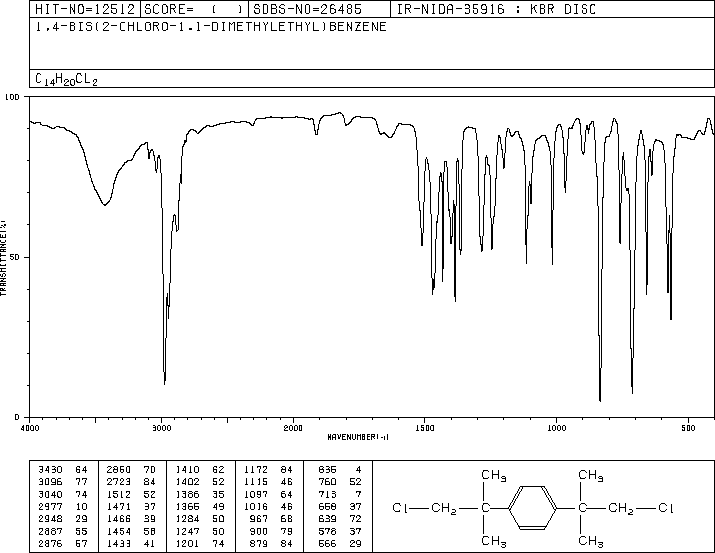 HIT-NO=12512 SCORE= ( ) SDBS-NO=26485 IR-NIDA-35916 : KBR DISC
1,4-BIS(2-CHLORO-1,1-DIMETHYLETHYL)BENZENE
C14H20CL2
100
50
0
TRANSMITTANCE(%)
4000 3000 2000 1500 1000 500
WAVENUMBER(-1)
3430 64 2860 70 1410 62 1172 84 836 4
3096 77 2723 84 1402 52 1115 46 760 52
3040 74 1512 52 1386 35 1097 64 713 7
2977 10 1471 37 1365 49 1016 46 658 37
2948 29 1466 39 1284 50 967 68 639 72
2887 55 1454 58 1247 50 900 79 578 37
2876 57 1433 41 1201 74 879 84 566 29
CH3 CH3
Cl CH2 CH2 Cl
CH3 CH3